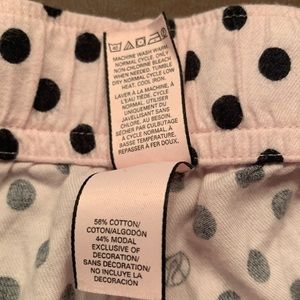 MACHINE WASH WARM
NORMAL CYCLE. ONLY
NON-CHLORINE BLEACH
WHEN NEEDED. TUMBLE
DRY NORMAL CYCLE LOW
HEAT. COOL IRON.
LAVER À LA MACHINE, À
L'EAU TIÈDE, AU
CYCLE NORMAL. UTILISER
UNIQUEMENT UN
JAVELLISANT SANS
CHLORE, AU BESOIN.
SÉCHER PAR CULBUTAGE
À CYCLE NORMAL, À
BASSE TEMPÉRATURE.
REPASSER À FER DOUX.
56% COTTON/
COTON/ALGODÓN
44% MODAL
EXCLUSIVE OF
DECORATION/
SANS DÉCORATION/
NO INCLUYE LA
DECORACIÓN